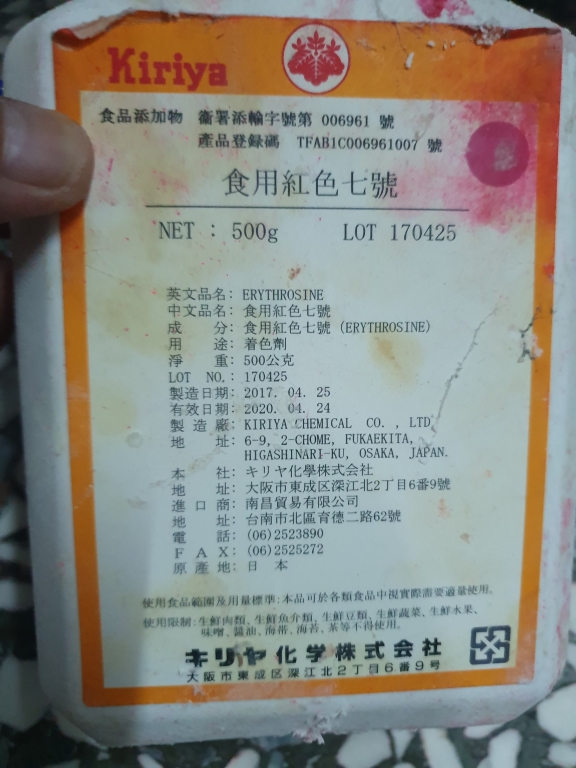 Kiriya
食品添加物 衞署添輸字號第 006961 號
產品登録碼 TFAB1C006961007 號
食用紅色七號
NET : 500g LOT 170425
英文品名: ERYTHROSINE
中文品名: 食用紅色七號
成 分: 食用紅色七號 (ERYTHROSINE)
用 途: 着色劑
淨 重: 500公克
LOT NO.: 170425
製造日期: 2017. 04. 25
有效日期: 2020. 04. 24
製 造 廠: KIRIYA CHEMICAL CO. , LTD
地 址: 6-9, 2-CHOME, FUKAEKITA,
HIGASHINARI-KU, OSAKA, JAPAN.
本 社: キリヤ化學株式会社
地 址: 大阪市東成区深江北2丁目6番9號
進 口 商: 南昌貿易有限公司
地 址: 台南市北區育德二路62號
電 話: (06)2523890
F A X: (06)2525272
原 產 地: 日 本
使用食品範圍及用量標準:本品可於各類食品中視實際需要適量使用。
使用限制:生鮮肉類、生鮮魚介類、生鮮豆類、生鮮蔬菜、生鮮水果、
味噌、醬油、海帶、海苔、茶等不得使用。
キリヤ化学株式会社
大阪市東成区深江北2丁目6番9号